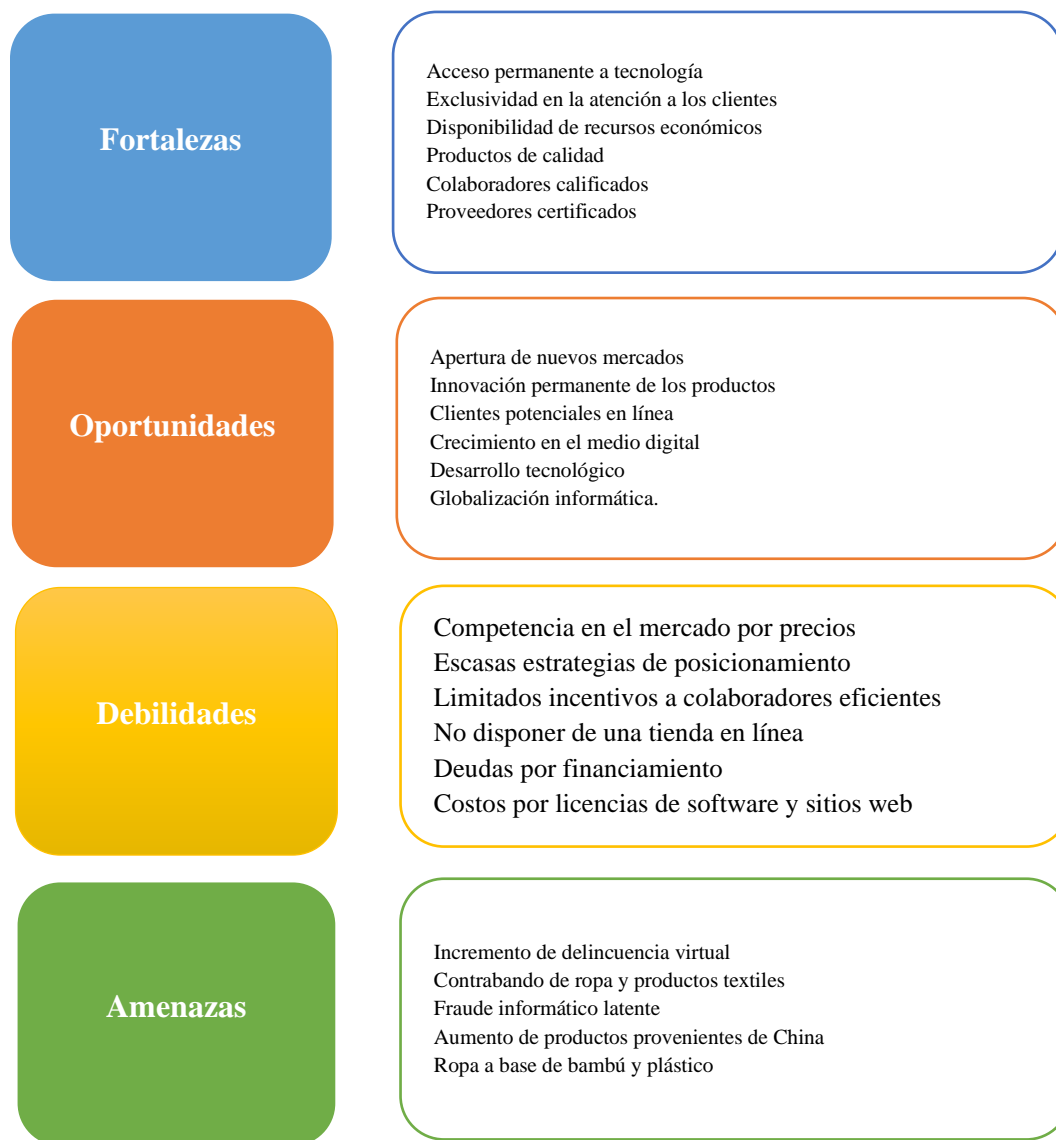 Fortalezas
Acceso permanente a tecnología
Exclusividad en la atención a los clientes
Disponibilidad de recursos económicos
Productos de calidad
Colaboradores calificados
Proveedores certificados
Oportunidades
Apertura de nuevos mercados
Innovación permanente de los productos
Clientes potenciales en línea
Crecimiento en el medio digital
Desarrollo tecnológico
Globalización informática.
Debilidades
Competencia en el mercado por precios
Escasas estrategias de posicionamiento
Limitados incentivos a colaboradores eficientes
No disponer de una tienda en línea
Deudas por financiamiento
Costos por licencias de software y sitios web
Amenazas
Incremento de delincuencia virtual
Contrabando de ropa y productos textiles
Fraude informático latente
Aumento de productos provenientes de China
Ropa a base de bambú y plástico